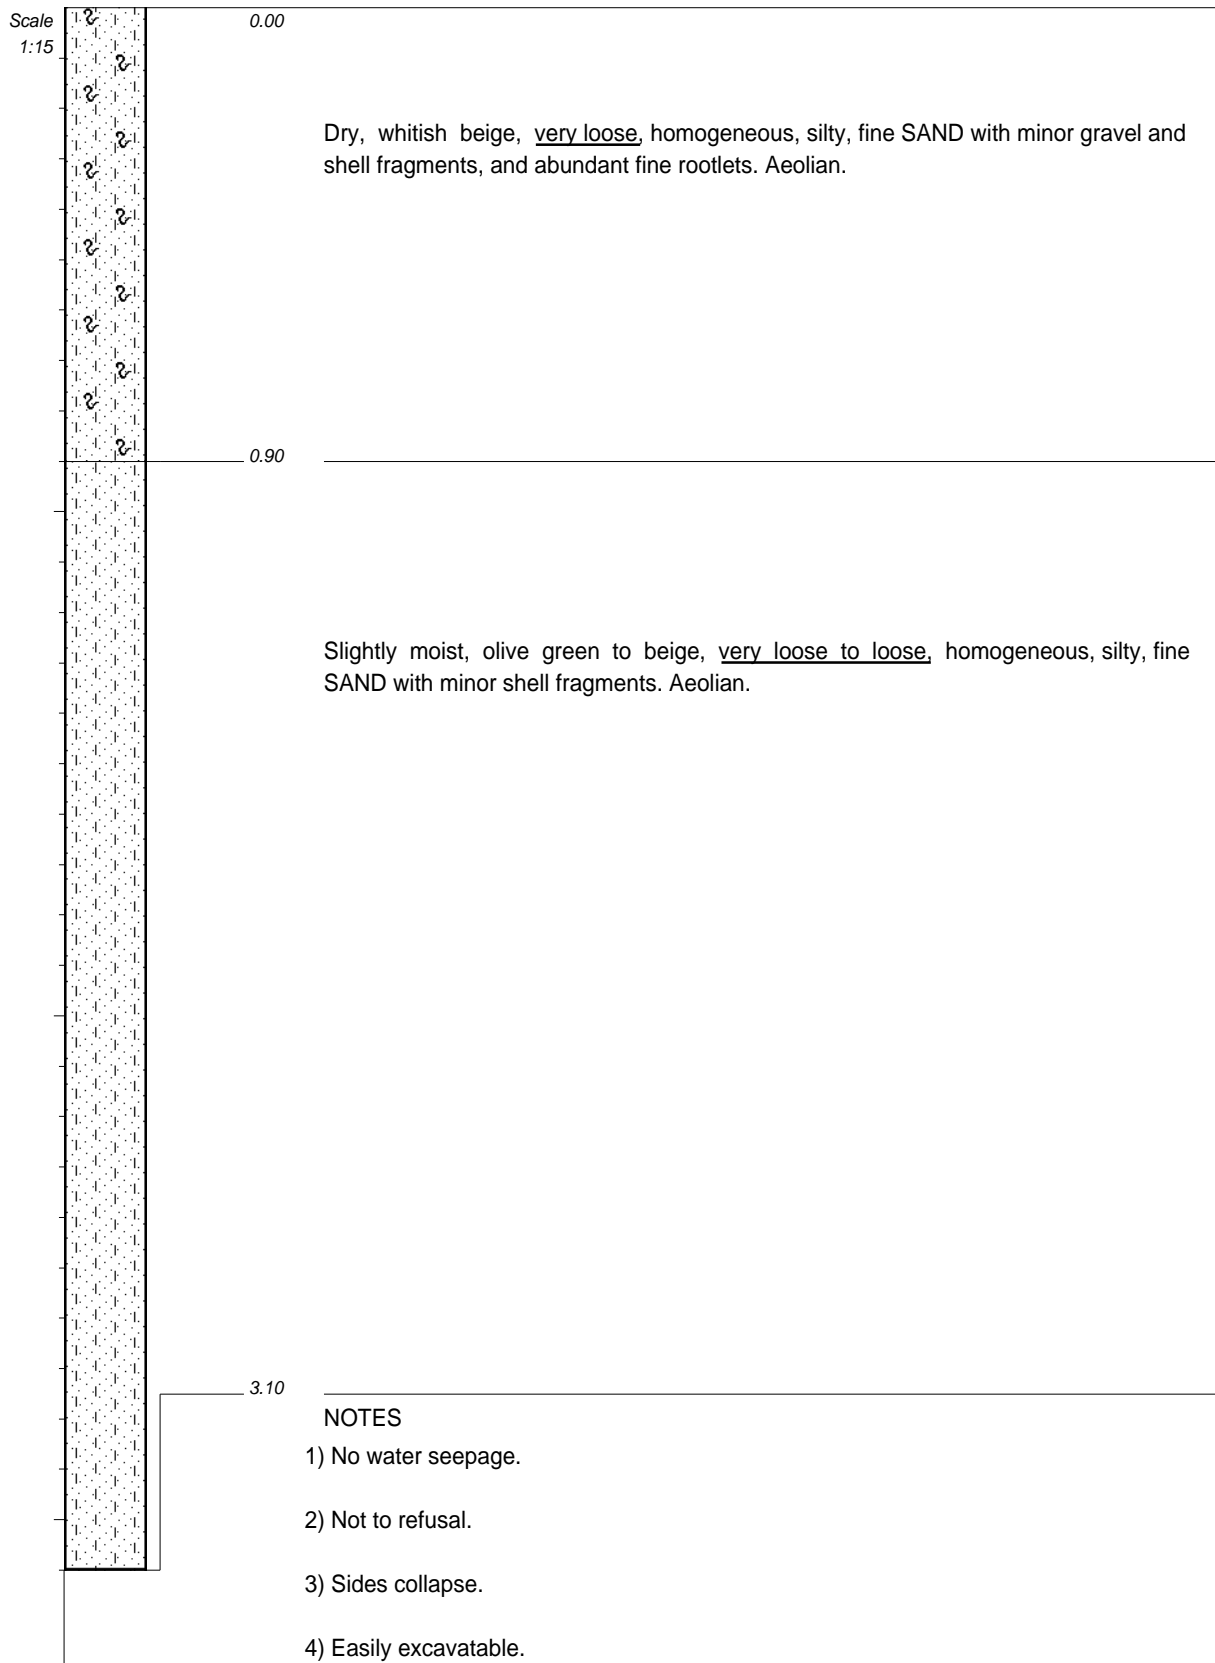 Scale
1:15
0.00
Dry, whitish beige, very loose, homogeneous, silty, fine SAND with minor gravel and
shell fragments, and abundant fine rootlets. Aeolian.
0.90
Slightly moist, olive green to beige, very loose to loose, homogeneous, silty, fine
SAND with minor shell fragments. Aeolian.
3.10
NOTES
1) No water seepage.
2) Not to refusal.
3) Sides collapse.
4) Easily excavatable.